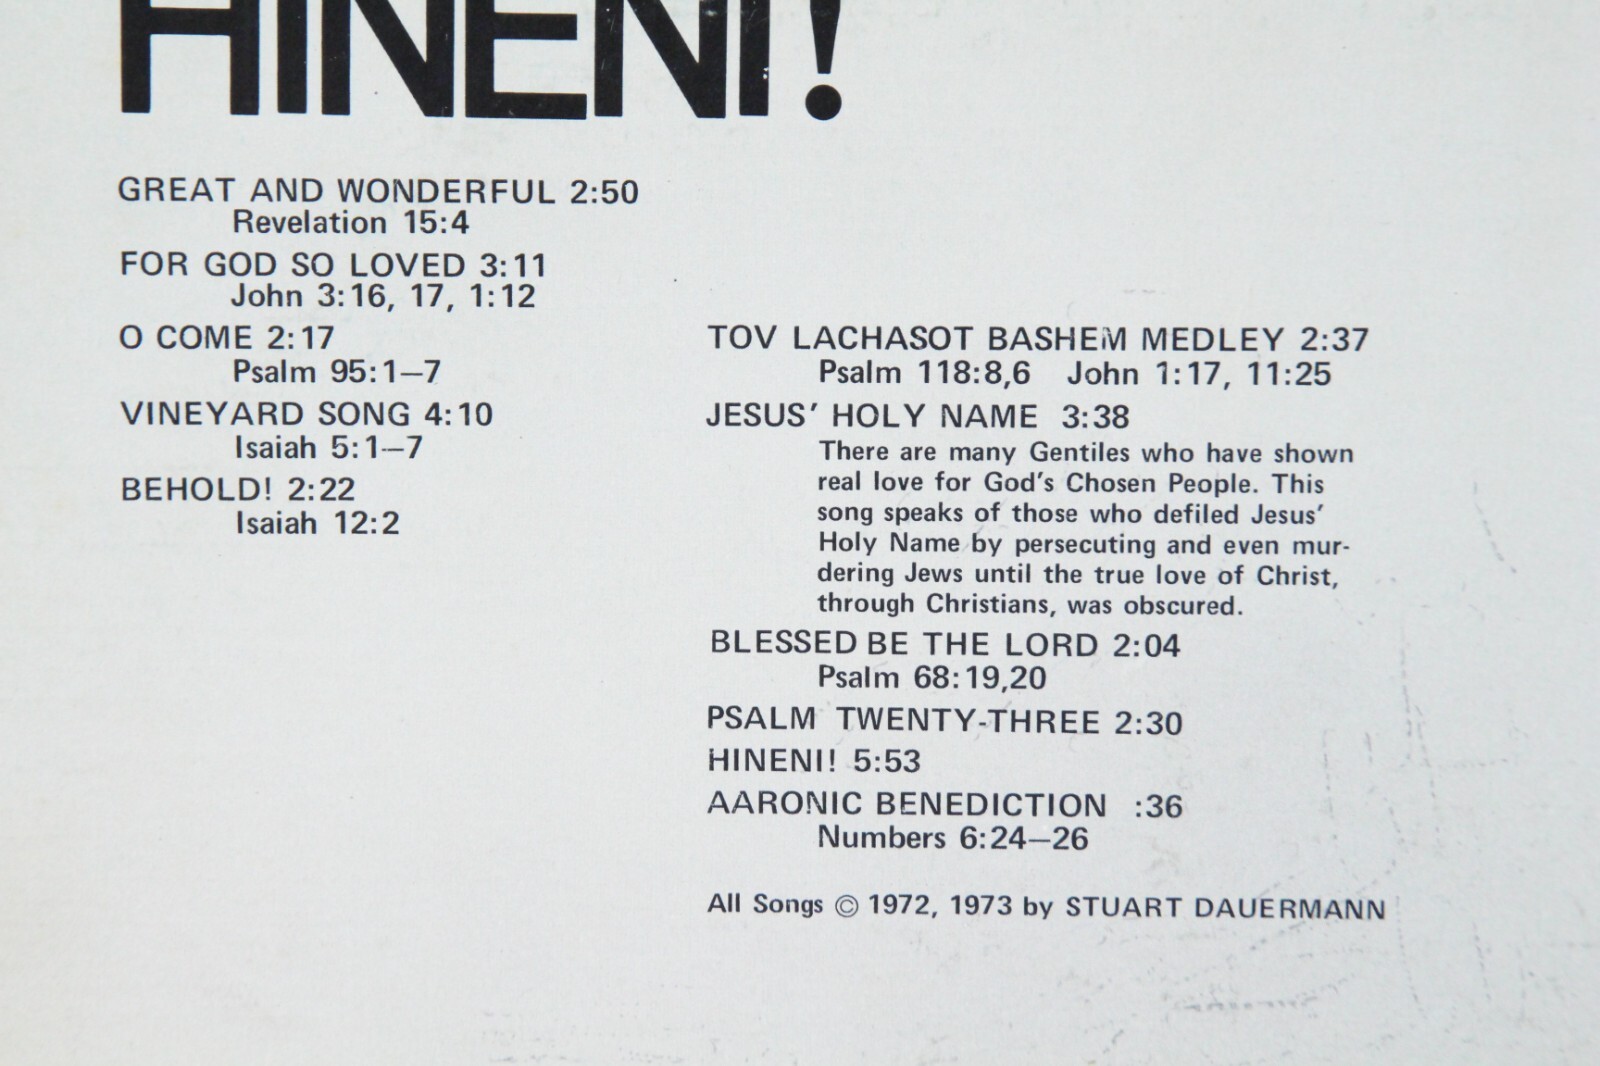 HINENI!
GREAT AND WONDERFUL 2:50
Revelation 15:4
FOR GOD SO LOVED 3:11
John 3:16, 17, 1:12
O COME 2:17
Psalm 95:1—7
VINEYARD SONG 4:10
Isaiah 5:1—7
BEHOLD! 2:22
Isaiah 12:2
TOV LACHASOT BASHEM MEDLEY 2:37
Psalm 118:8,6 John 1:17, 11:25
JESUS' HOLY NAME 3:38
There are many Gentiles who have shown
real love for God's Chosen People. This
song speaks of those who defiled Jesus'
Holy Name by persecuting and even mur-
dering Jews until the true love of Christ,
through Christians, was obscured.
BLESSED BE THE LORD 2:04
Psalm 68:19,20
PSALM TWENTY-THREE 2:30
HINENI! 5:53
AARONIC BENEDICTION :36
Numbers 6:24—26
All Songs © 1972, 1973 by STUART DAUERMANN